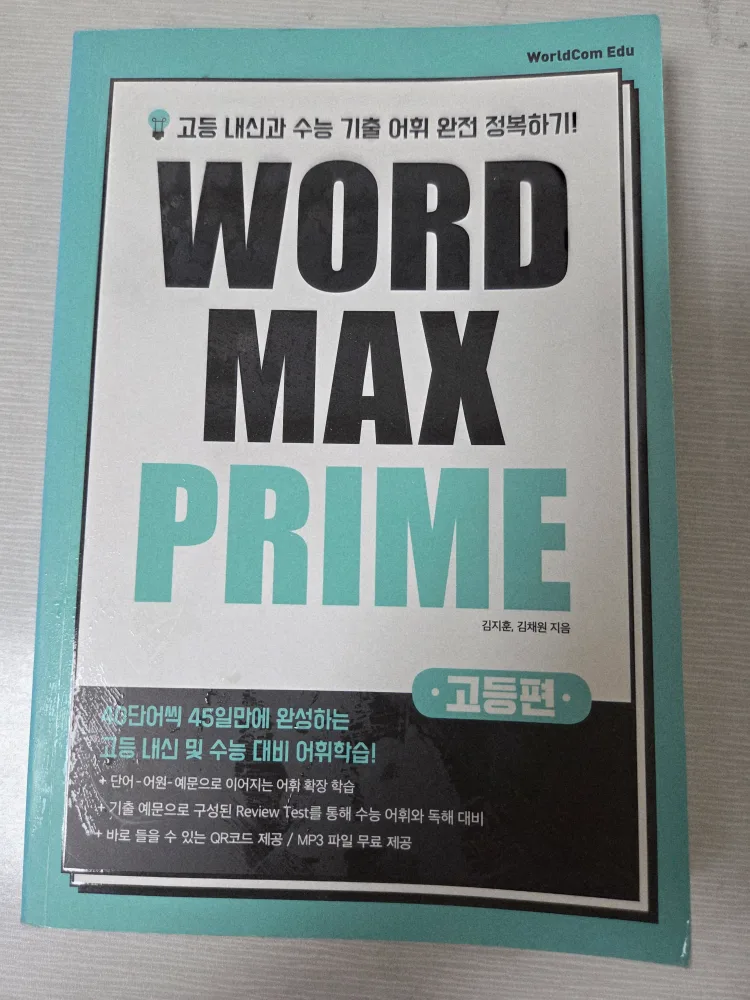 WorldCom Edu
고등 내신과 수능 기출 어휘 완전 정복하기!
WORD
MAX
PRIME
김지훈, 김채원 지음
·고등편·
40단어씩 45일만에 완성하는
고등 내신 및 수능 대비 어휘학습!
+ 단어-어원-예문으로 이어지는 어휘 확장 학습
+ 기출 예문으로 구성된 Review Test를 통해 수능 어휘와 독해 대비
+ 바로 들을 수 있는 QR코드 제공 / MP3 파일 무료 제공